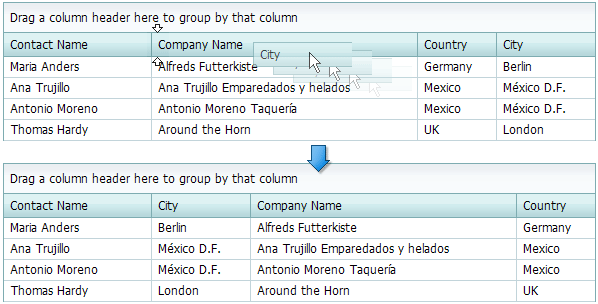 Drag a column header here to group by that column
Contact Name Company Name Country City
City
Maria Anders Alfreds Futterkiste Germany Berlin
Ana Trujillo Ana Trujillo Emparedados y helados Mexico México D.F.
Antonio Moreno Antonio Moreno Taquería Mexico México D.F.
Thomas Hardy Around the Horn UK London
Drag a column header here to group by that column
Contact Name City Company Name Country
Maria Anders Berlin Alfreds Futterkiste Germany
Ana Trujillo México D.F. Ana Trujillo Emparedados y helados Mexico
Antonio Moreno México D.F. Antonio Moreno Taquería Mexico
Thomas Hardy London Around the Horn UK